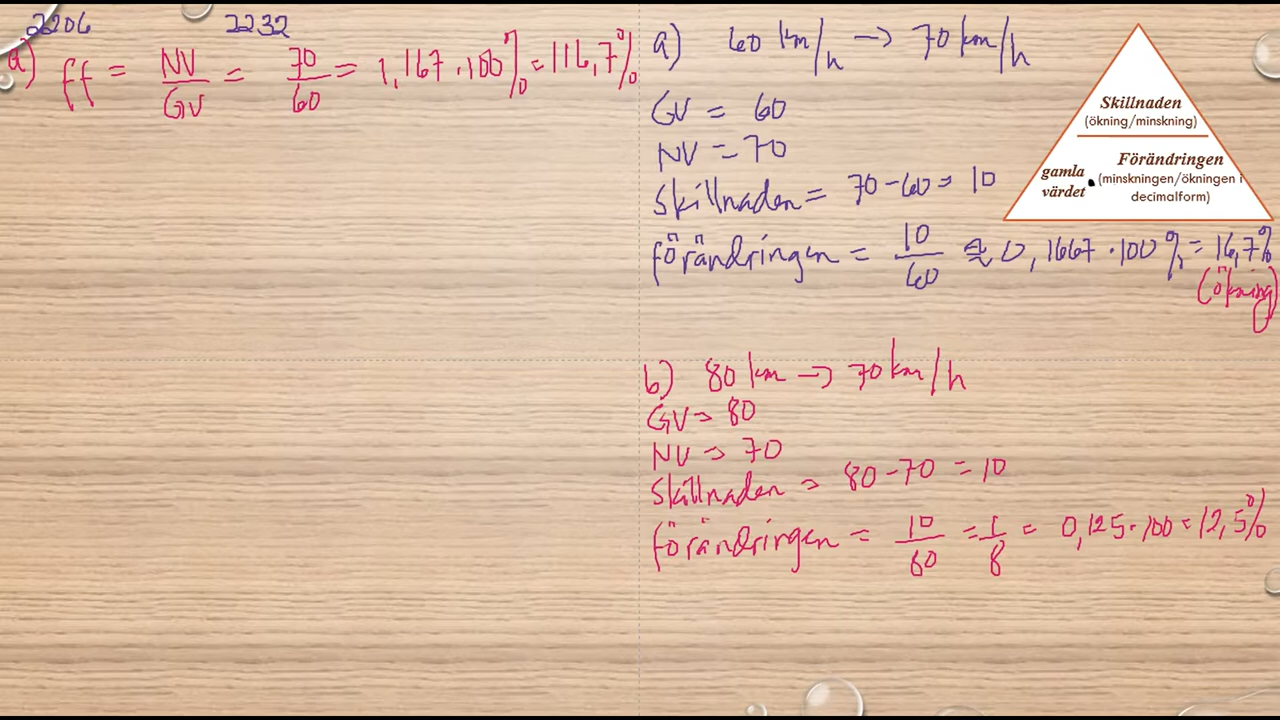 2206 2232
a) ff = NV/GV = 70/60 = 1,167 · 100% = 116,7%
a) 60 km/h → 70 km/h
GV = 60
NV = 70
Skillnaden = 70 - 60 = 10
förändringen = 10/60 ≈ 0,1667 · 100% = 16,7%
(ökning)
Skillnaden
(ökning/minskning)
gamla värdet · Förändringen
(minskningen/ökningen i
decimalform)
b) 80 km → 70 km/h
GV = 80
NV = 70
Skillnaden = 80 - 70 = 10
förändringen = 10/80 = 1/8 = 0,125 · 100 = 12,5%